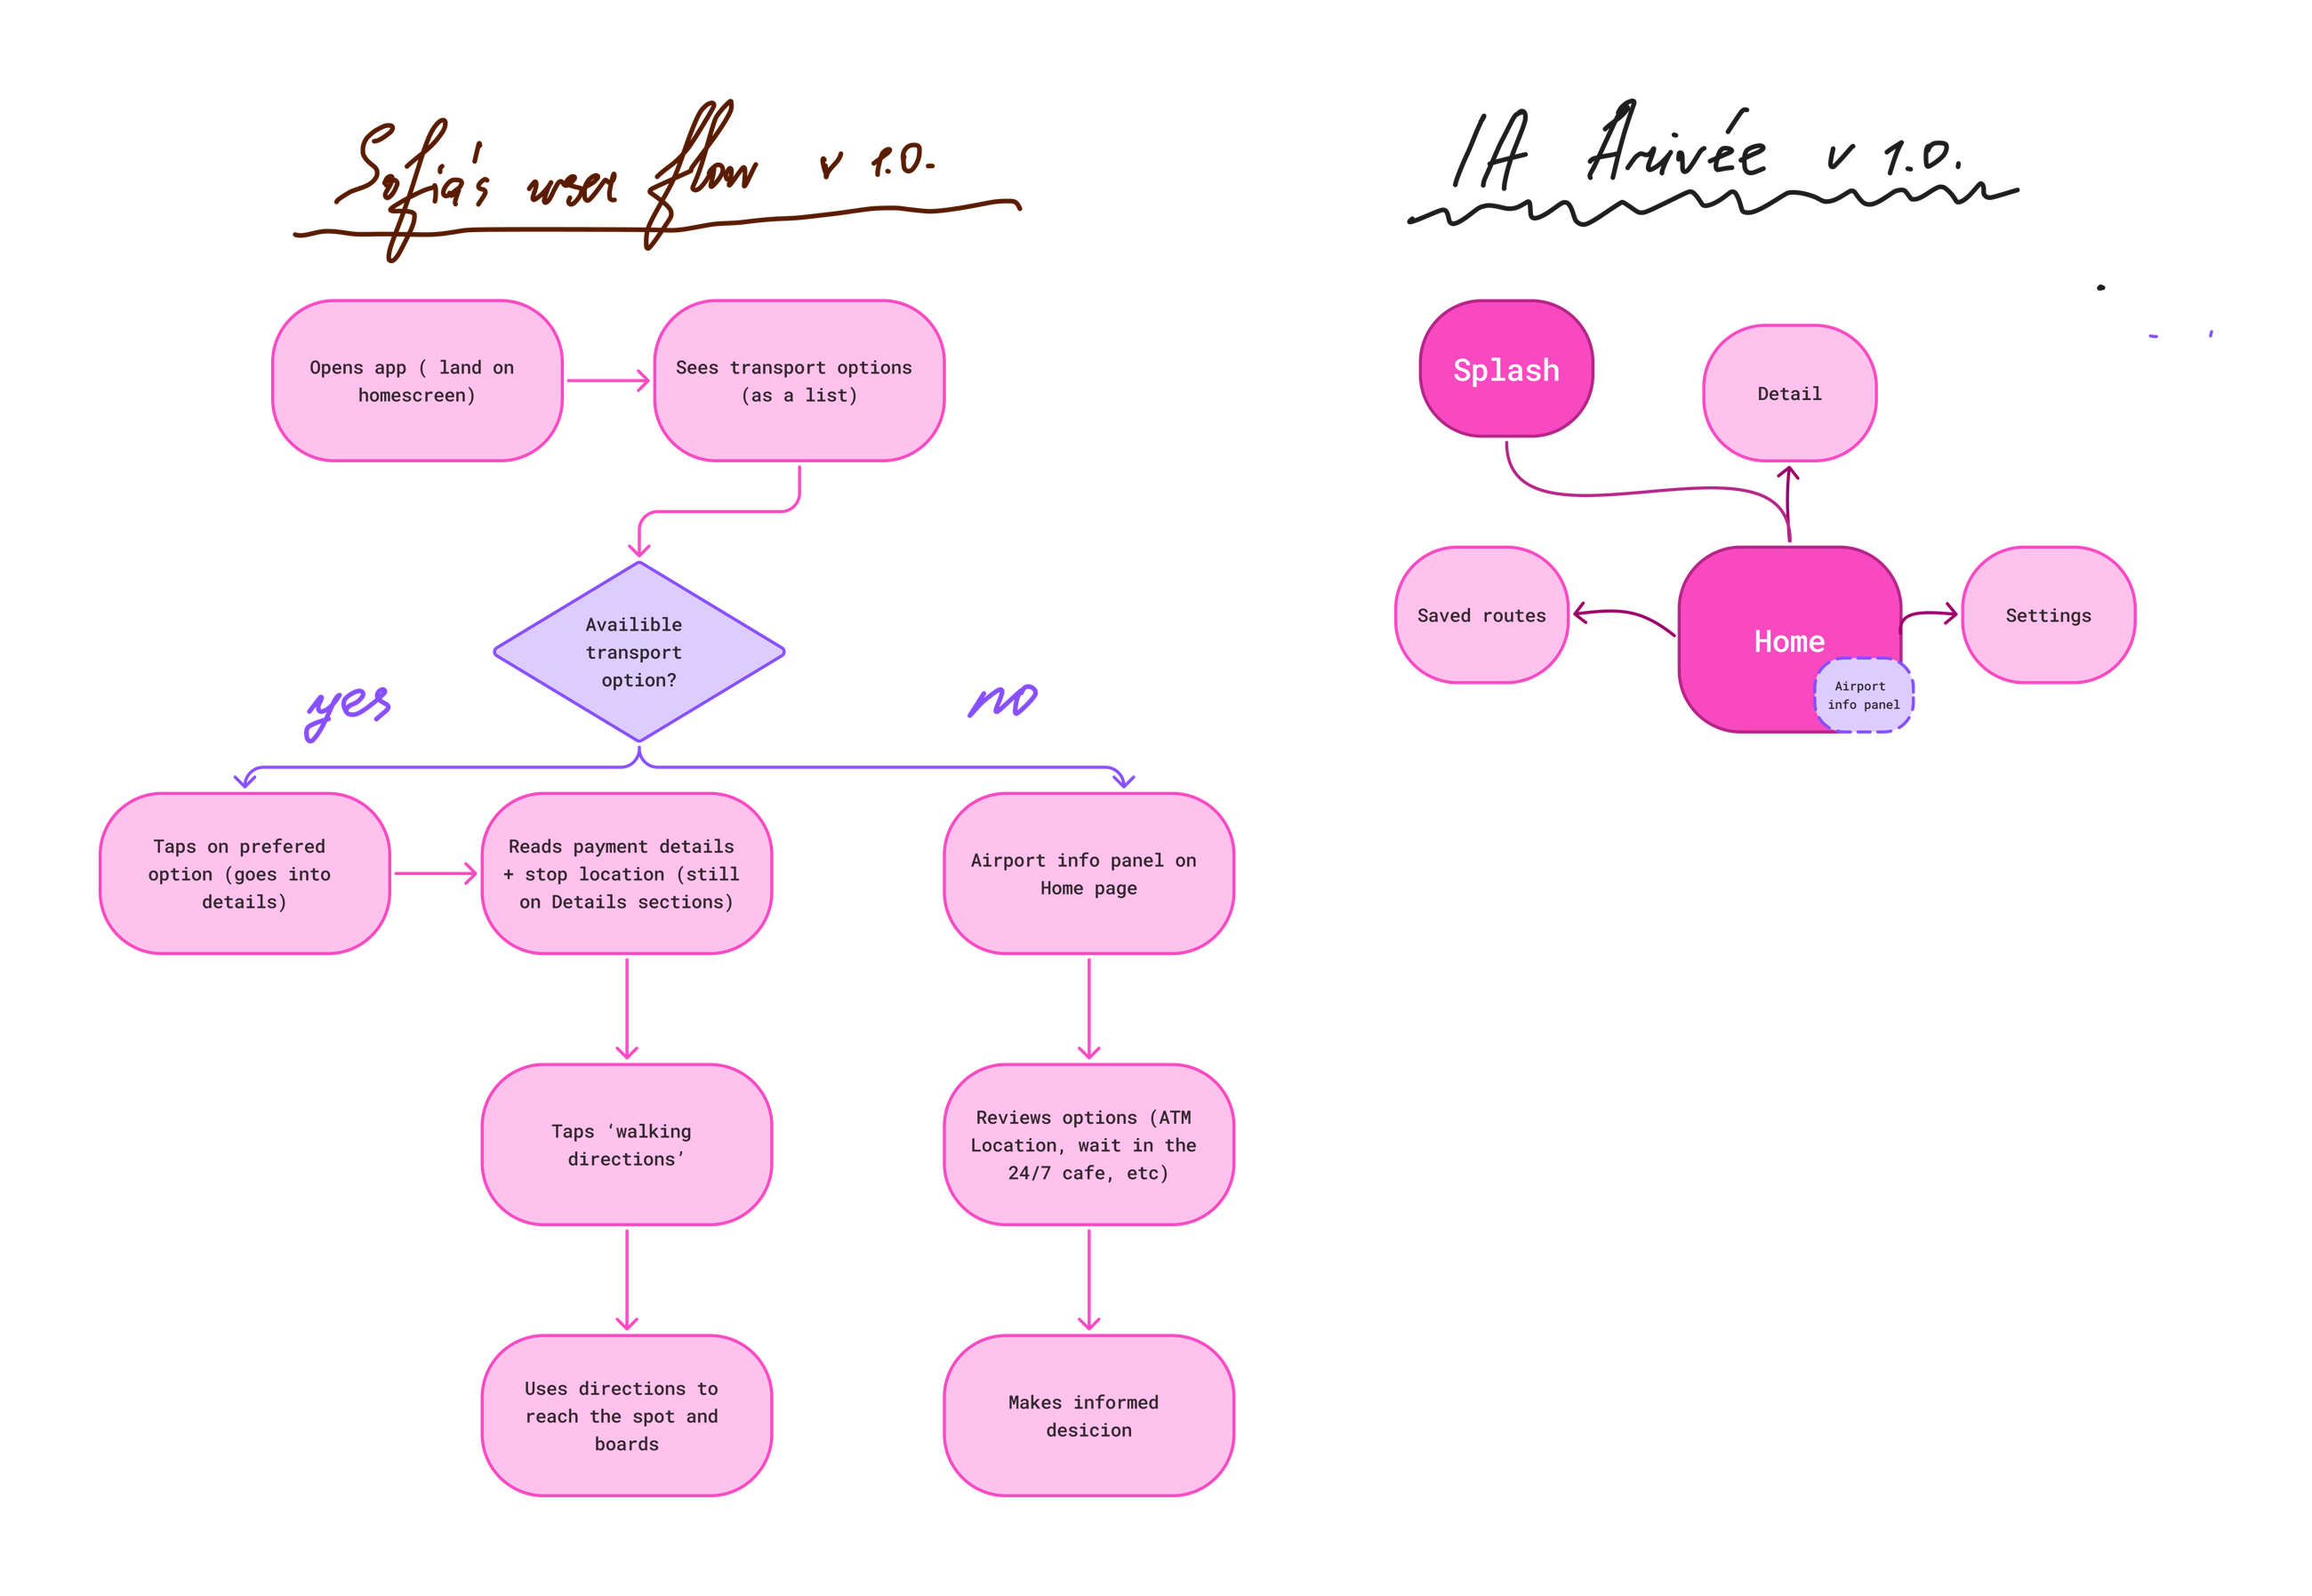 Sofia's user flow v 1.0.
Opens app ( land on
homescreen)
Sees transport options
(as a list)
Availible
transport
option?
yes
no
Taps on prefered
option (goes into
details)
Reads payment details
+ stop location (still
on Details sections)
Airport info panel on
Home page
Taps ‘walking
directions’
Reviews options (ATM
Location, wait in the
24/7 cafe, etc)
Uses directions to
reach the spot and
boards
Makes informed
desicion
IA Arivée v 1.0.
Splash
Detail
Saved routes
Home
Settings
Airport
info panel